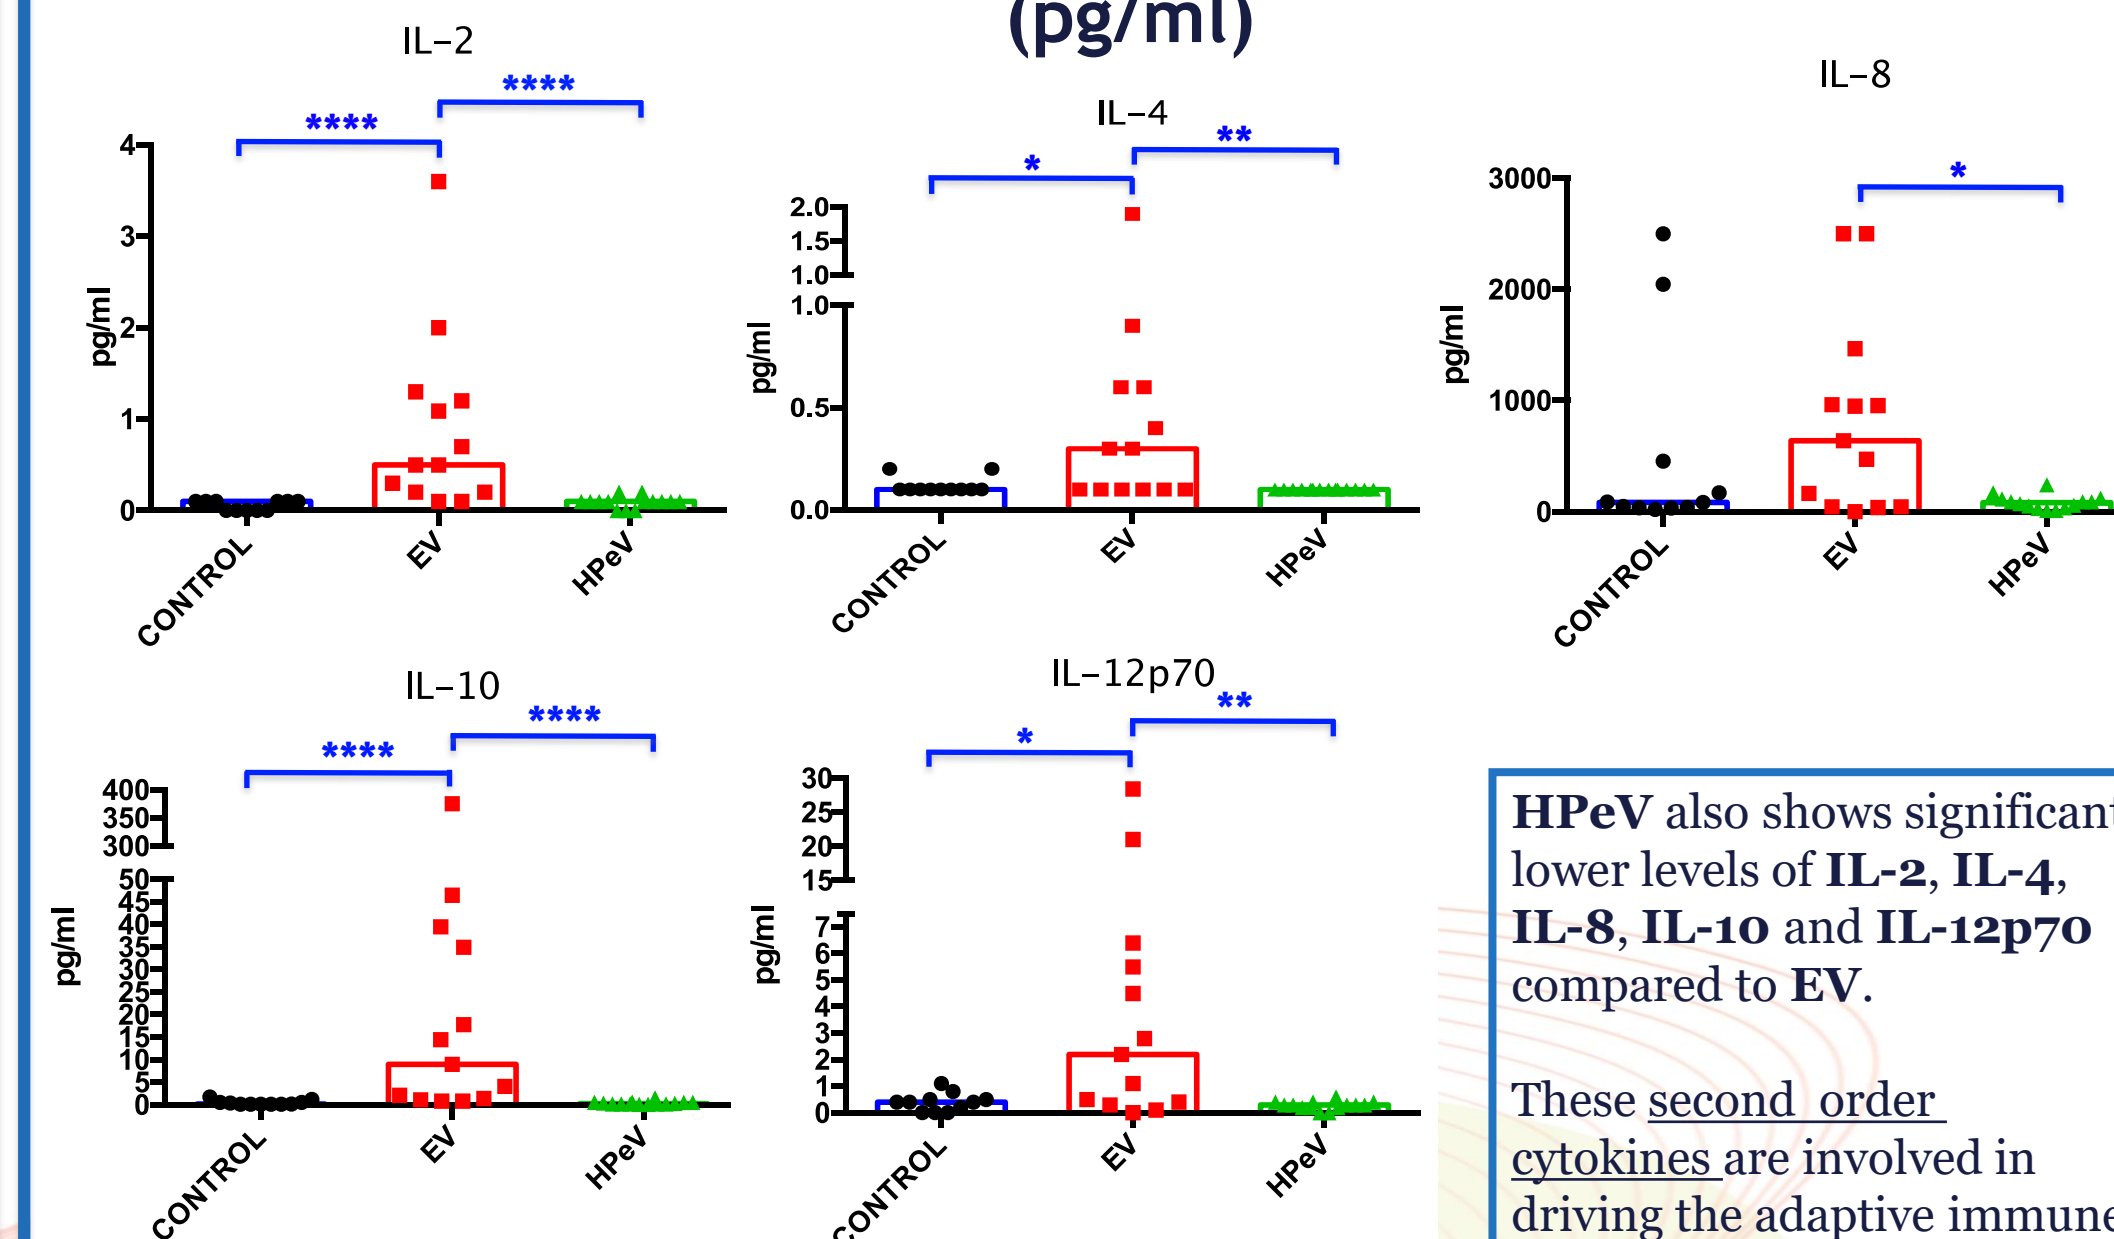 (pg/ml)
IL-2
****
****
4
3
2
1
0
pg/ml
CONTROL
EV
HPeV
IL-4
*
**
2.0
1.5
1.0
1.0
0.5
0.0
pg/ml
CONTROL
EV
HPeV
IL-8
*
3000
2000
1000
0
pg/ml
CONTROL
EV
HPeV
IL-10
****
****
400
350
300
50
45
40
35
30
25
20
15
10
5
0
pg/ml
CONTROL
EV
HPeV
IL-12p70
*
**
30
25
20
15
7
6
5
4
3
2
1
0
pg/ml
CONTROL
EV
HPeV
HPeV also shows significant
lower levels of IL-2, IL-4,
IL-8, IL-10 and IL-12p70
compared to EV.
These second order
cytokines are involved in
driving the adaptive immune